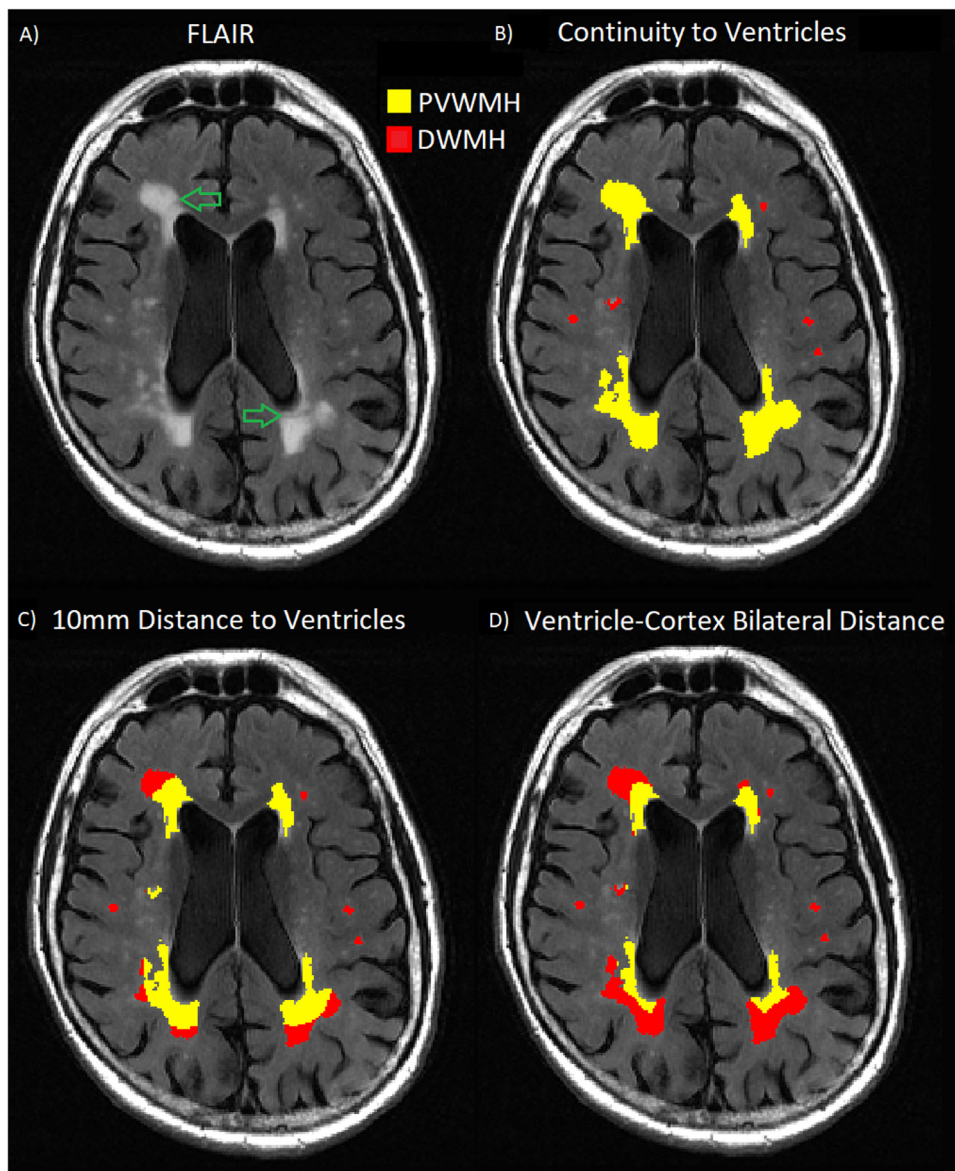 A) FLAIR
B) Continuity to Ventricles
PVWMH
DWMH
C) 10mm Distance to Ventricles
D) Ventricle-Cortex Bilateral Distance